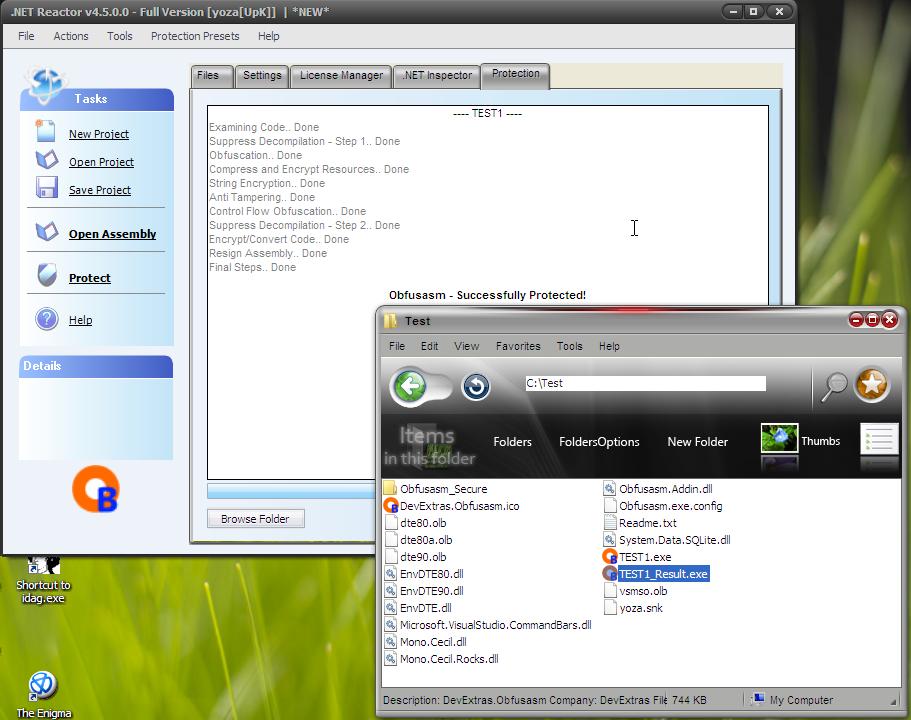 .NET Reactor v4.5.0.0 - Full Version [yoza[UpK]] | *NEW*
File Actions Tools Protection Presets Help
Files Settings License Manager .NET Inspector Protection
Tasks
New Project
Open Project
Save Project
Open Assembly
Protect
Help
Details
---- TEST1 ----
Examining Code.. Done
Suppress Decompilation - Step 1.. Done
Obfuscation.. Done
Compress and Encrypt Resources.. Done
String Encryption.. Done
Anti Tampering.. Done
Control Flow Obfuscation.. Done
Suppress Decompilation - Step 2.. Done
Encrypt/Convert Code.. Done
Resign Assembly.. Done
Final Steps.. Done
Obfusasm - Successfully Protected!
Browse Folder
Test
File Edit View Favorites Tools Help
C:\Test
Items
in this folder
Folders FoldersOptions New Folder Thumbs
Obfusasm_Secure
DevExtras.Obfusasm.ico
dte80.olb
dte80a.olb
dte90.olb
EnvDTE80.dll
EnvDTE90.dll
EnvDTE.dll
Microsoft.VisualStudio.CommandBars.dll
Mono.Cecil.dll
Mono.Cecil.Rocks.dll
Obfusasm.Addin.dll
Obfusasm.exe.config
Readme.txt
System.Data.SQLite.dll
TEST1.exe
TEST1_Result.exe
vsmso.olb
yoza.snk
Description: DevExtras.Obfusasm Company: DevExtras File 744 KB My Computer
Shortcut to
idag.exe
The Enigma